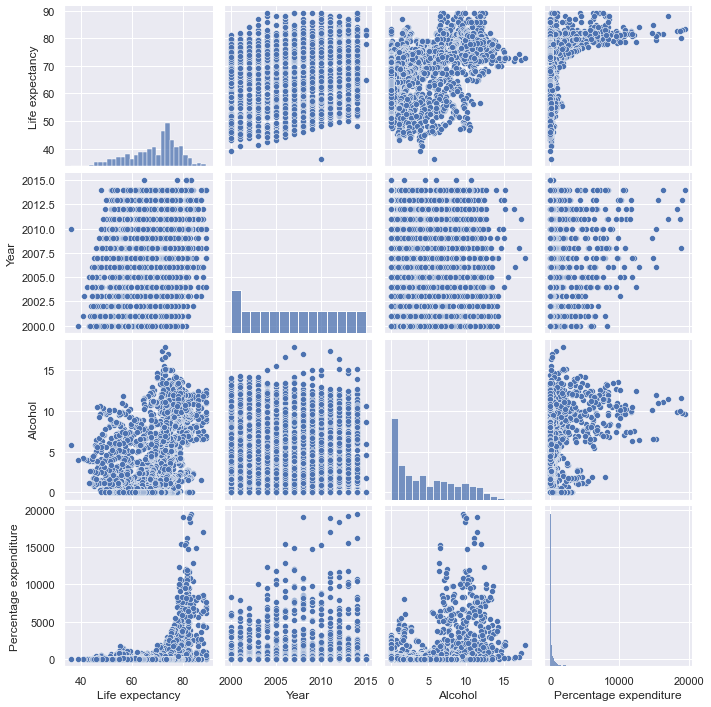 90
80
70
60
50
40
Life expectancy
2015.0
2012.5
2010.0
2007.5
2005.0
2002.5
2000.0
Year
15
10
5
0
Alcohol
20000
15000
10000
5000
0
Percentage expenditure
40 60 80
2000 2005 2010 2015
0 5 10 15
0 10000 20000
Life expectancy
Year
Alcohol
Percentage expenditure